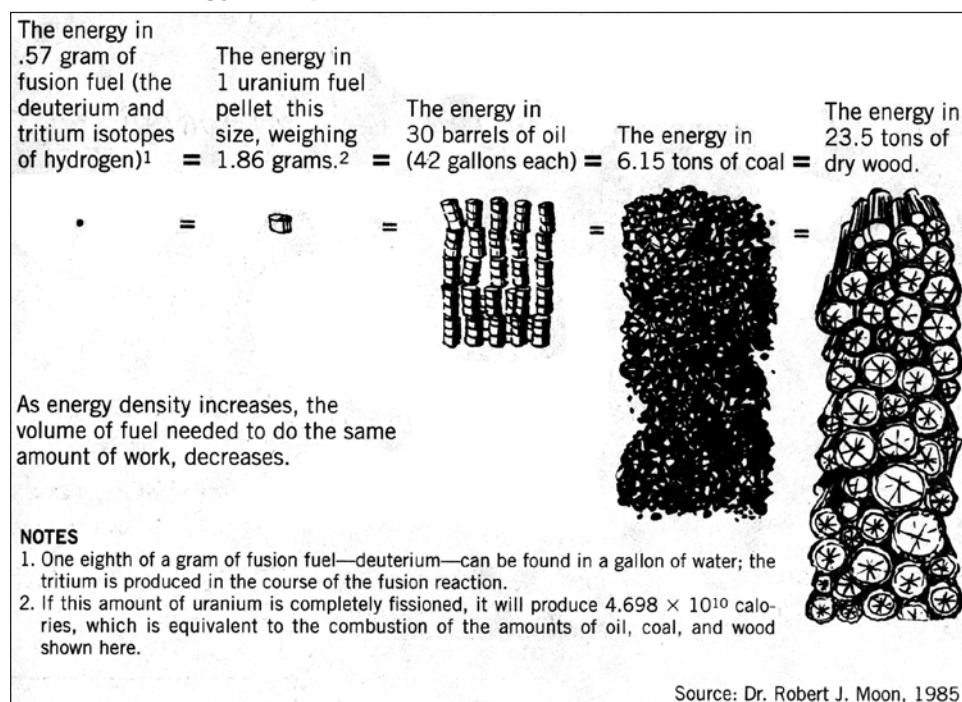 The energy in
.57 gram of
fusion fuel (the
deuterium and
tritium isotopes
of hydrogen)¹
=
The energy in
1 uranium fuel
pellet this
size, weighing
1.86 grams.²
=
The energy in
30 barrels of oil
(42 gallons each)
=
The energy in
6.15 tons of coal
=
The energy in
23.5 tons of
dry wood.
= = = =
As energy density increases, the
volume of fuel needed to do the same
amount of work, decreases.
NOTES
1. One eighth of a gram of fusion fuel—deuterium—can be found in a gallon of water; the
tritium is produced in the course of the fusion reaction.
2. If this amount of uranium is completely fissioned, it will produce 4.698 × 10¹⁰ calo-
ries, which is equivalent to the combustion of the amounts of oil, coal, and wood
shown here.
Source: Dr. Robert J. Moon, 1985